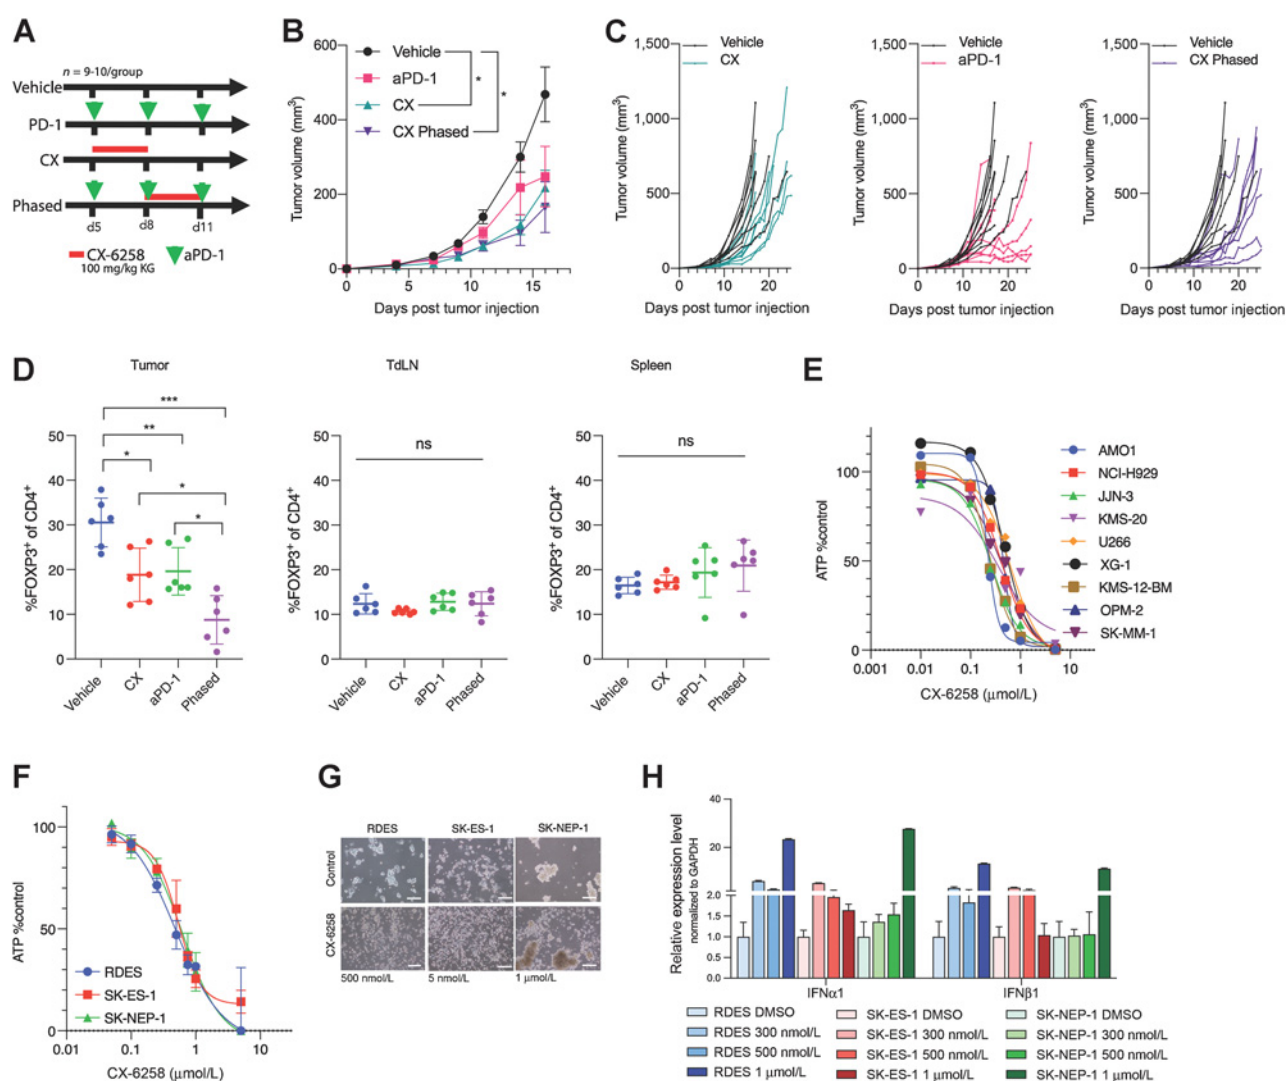 A
n = 9-10/group
Vehicle
PD-1
CX
Phased
d5 d8 d11
CX-6258 aPD-1
100 mg/kg KG
B
600
400
200
0
Tumor volume (mm³)
Vehicle
aPD-1
CX
CX Phased
*
*
0 5 10 15
Days post tumor injection
C
1,500
1,000
500
0
Tumor volume (mm³)
Vehicle
CX
0 10 20
Days post tumor injection
1,500
1,000
500
0
Tumor volume (mm³)
Vehicle
aPD-1
0 10 20
Days post tumor injection
1,500
1,000
500
0
Tumor volume (mm³)
Vehicle
CX Phased
0 10 20
Days post tumor injection
D
Tumor
***
**
*
*
*
50
40
30
20
10
0
%FOXP3⁺ of CD4⁺
Vehicle CX aPD-1 Phased
TdLN
ns
50
40
30
20
10
0
%FOXP3⁺ of CD4⁺
Vehicle CX aPD-1 Phased
Spleen
ns
50
40
30
20
10
0
%FOXP3⁺ of CD4⁺
Vehicle CX aPD-1 Phased
E
100
50
0
ATP %control
0.001 0.01 0.1 1.0 10
CX-6258 (μmol/L)
AMO1
NCI-H929
JJN-3
KMS-20
U266
XG-1
KMS-12-BM
OPM-2
SK-MM-1
F
100
50
0
ATP %control
RDES
SK-ES-1
SK-NEP-1
0.01 0.1 1 10
CX-6258 (μmol/L)
G
RDES SK-ES-1 SK-NEP-1
Control
CX-6258
500 nmol/L 5 nmol/L 1 μmol/L
H
40
20
2.0
1.5
1.0
0.5
0.0
Relative expression level
normalized to GAPDH
IFNα1 IFNβ1
RDES DMSO SK-ES-1 DMSO SK-NEP-1 DMSO
RDES 300 nmol/L SK-ES-1 300 nmol/L SK-NEP-1 300 nmol/L
RDES 500 nmol/L SK-ES-1 500 nmol/L SK-NEP-1 500 nmol/L
RDES 1 μmol/L SK-ES-1 1 μmol/L SK-NEP-1 1 μmol/L